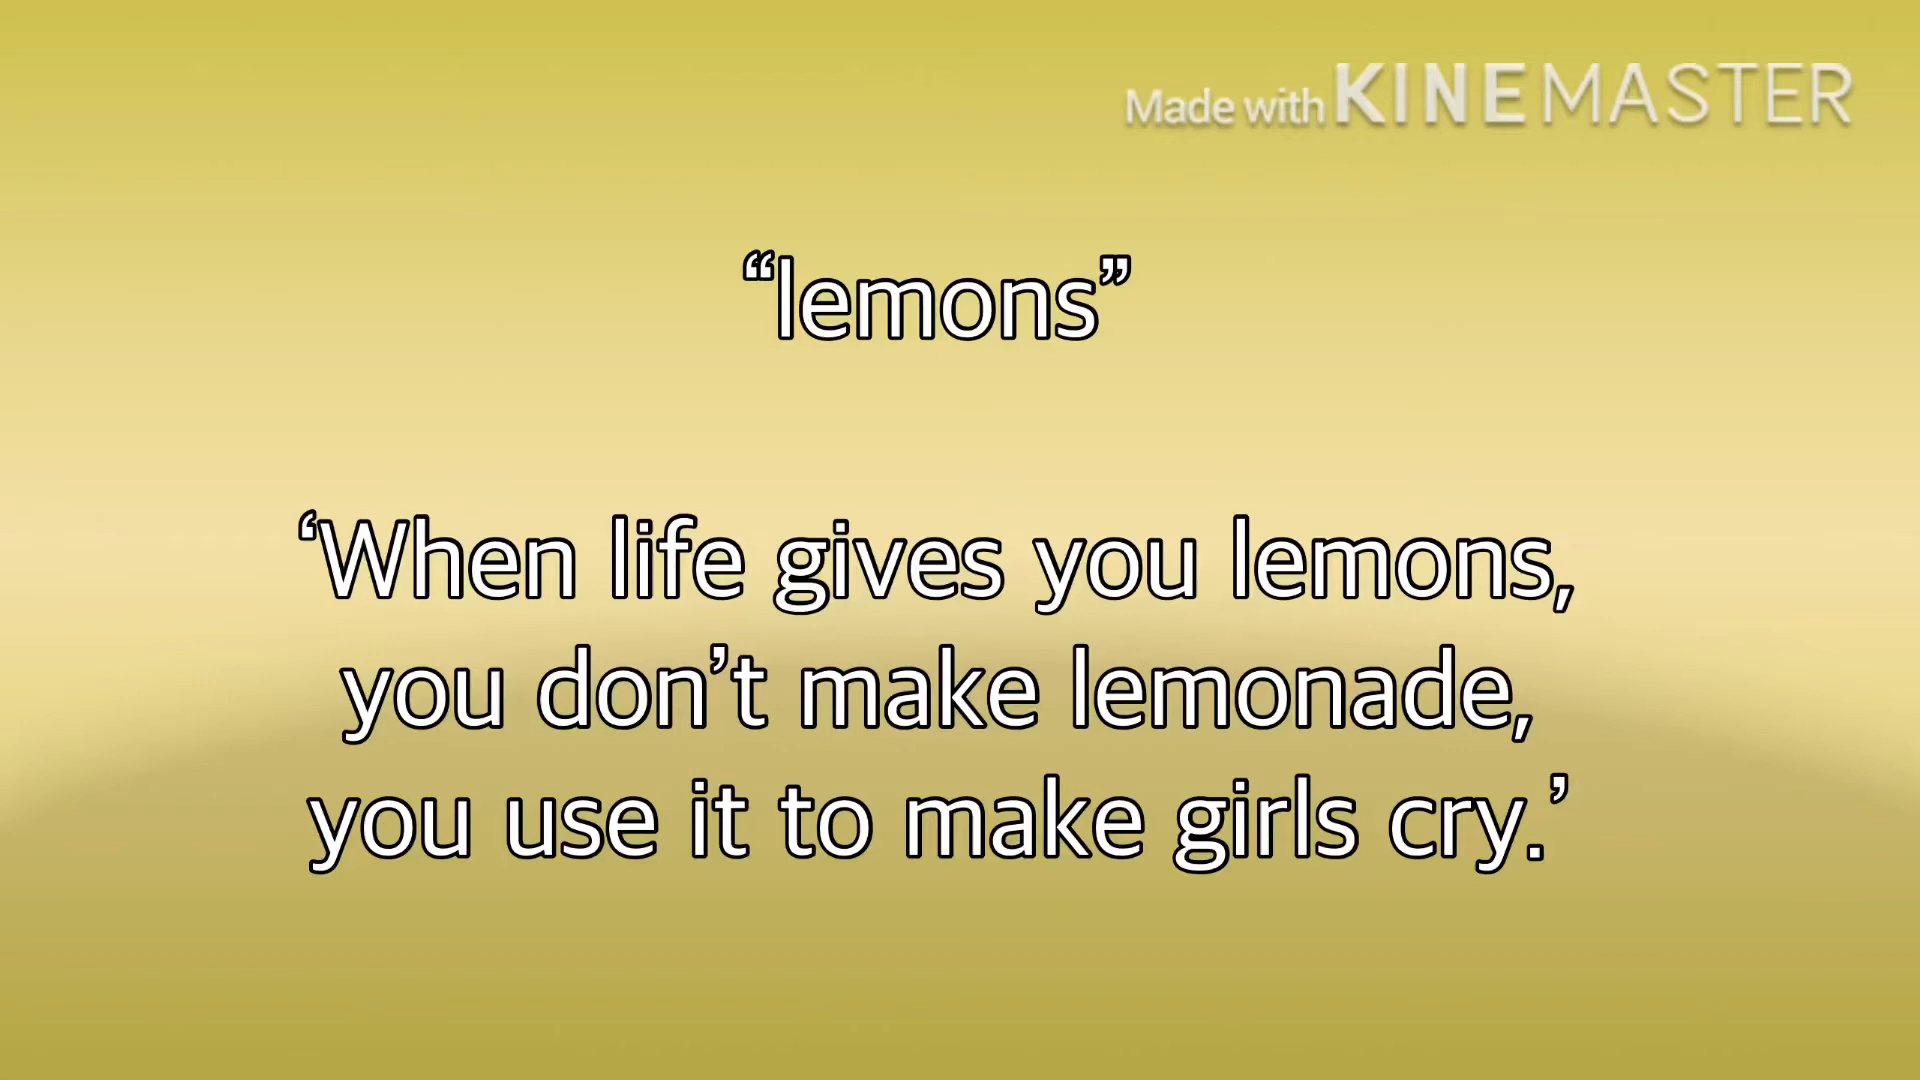 Made with KINEMASTER
“lemons”
‘When life gives you lemons,
you don’t make lemonade,
you use it to make girls cry.’